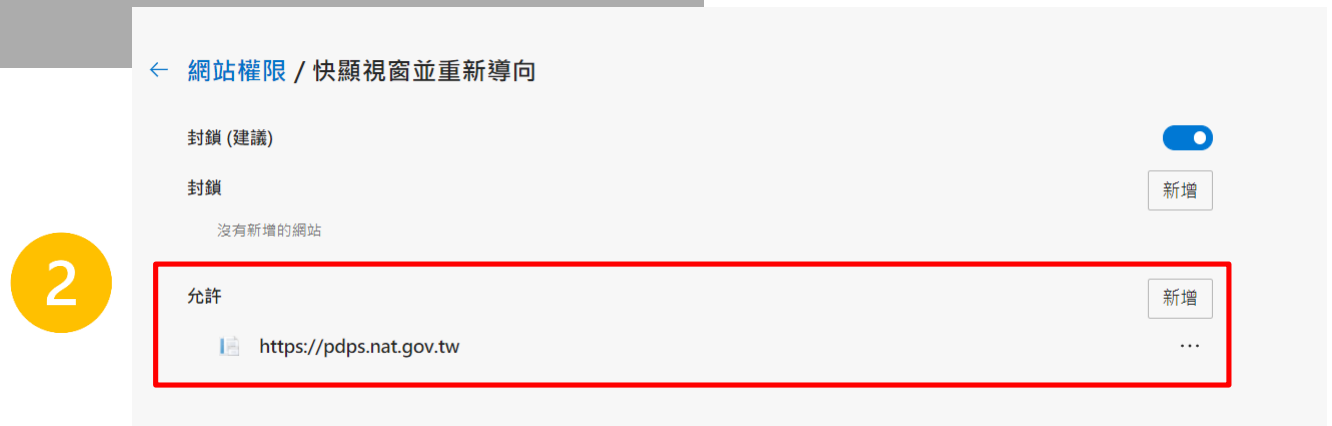 ← 網站權限 / 快顯視窗並重新導向
封鎖 (建議)
封鎖 新增
沒有新增的網站
2
允許 新增
https://pdps.nat.gov.tw ...